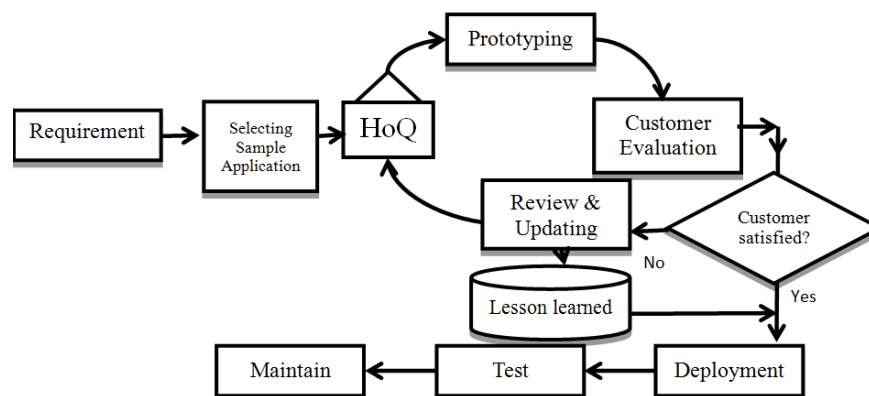 Prototyping
Requirement
Selecting
Sample
Application
HoQ
Customer
Evaluation
Review &
Updating
Customer
satisfied?
No
Yes
Lesson learned
Maintain
Test
Deployment